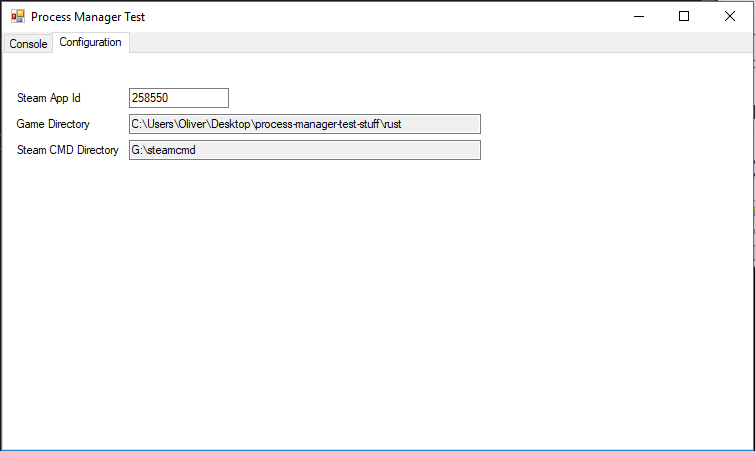 Process Manager Test
Console Configuration
Steam App Id 258550
Game Directory C:\Users\Oliver\Desktop\process-manager-test-stuff\rust
Steam CMD Directory G:\steamcmd